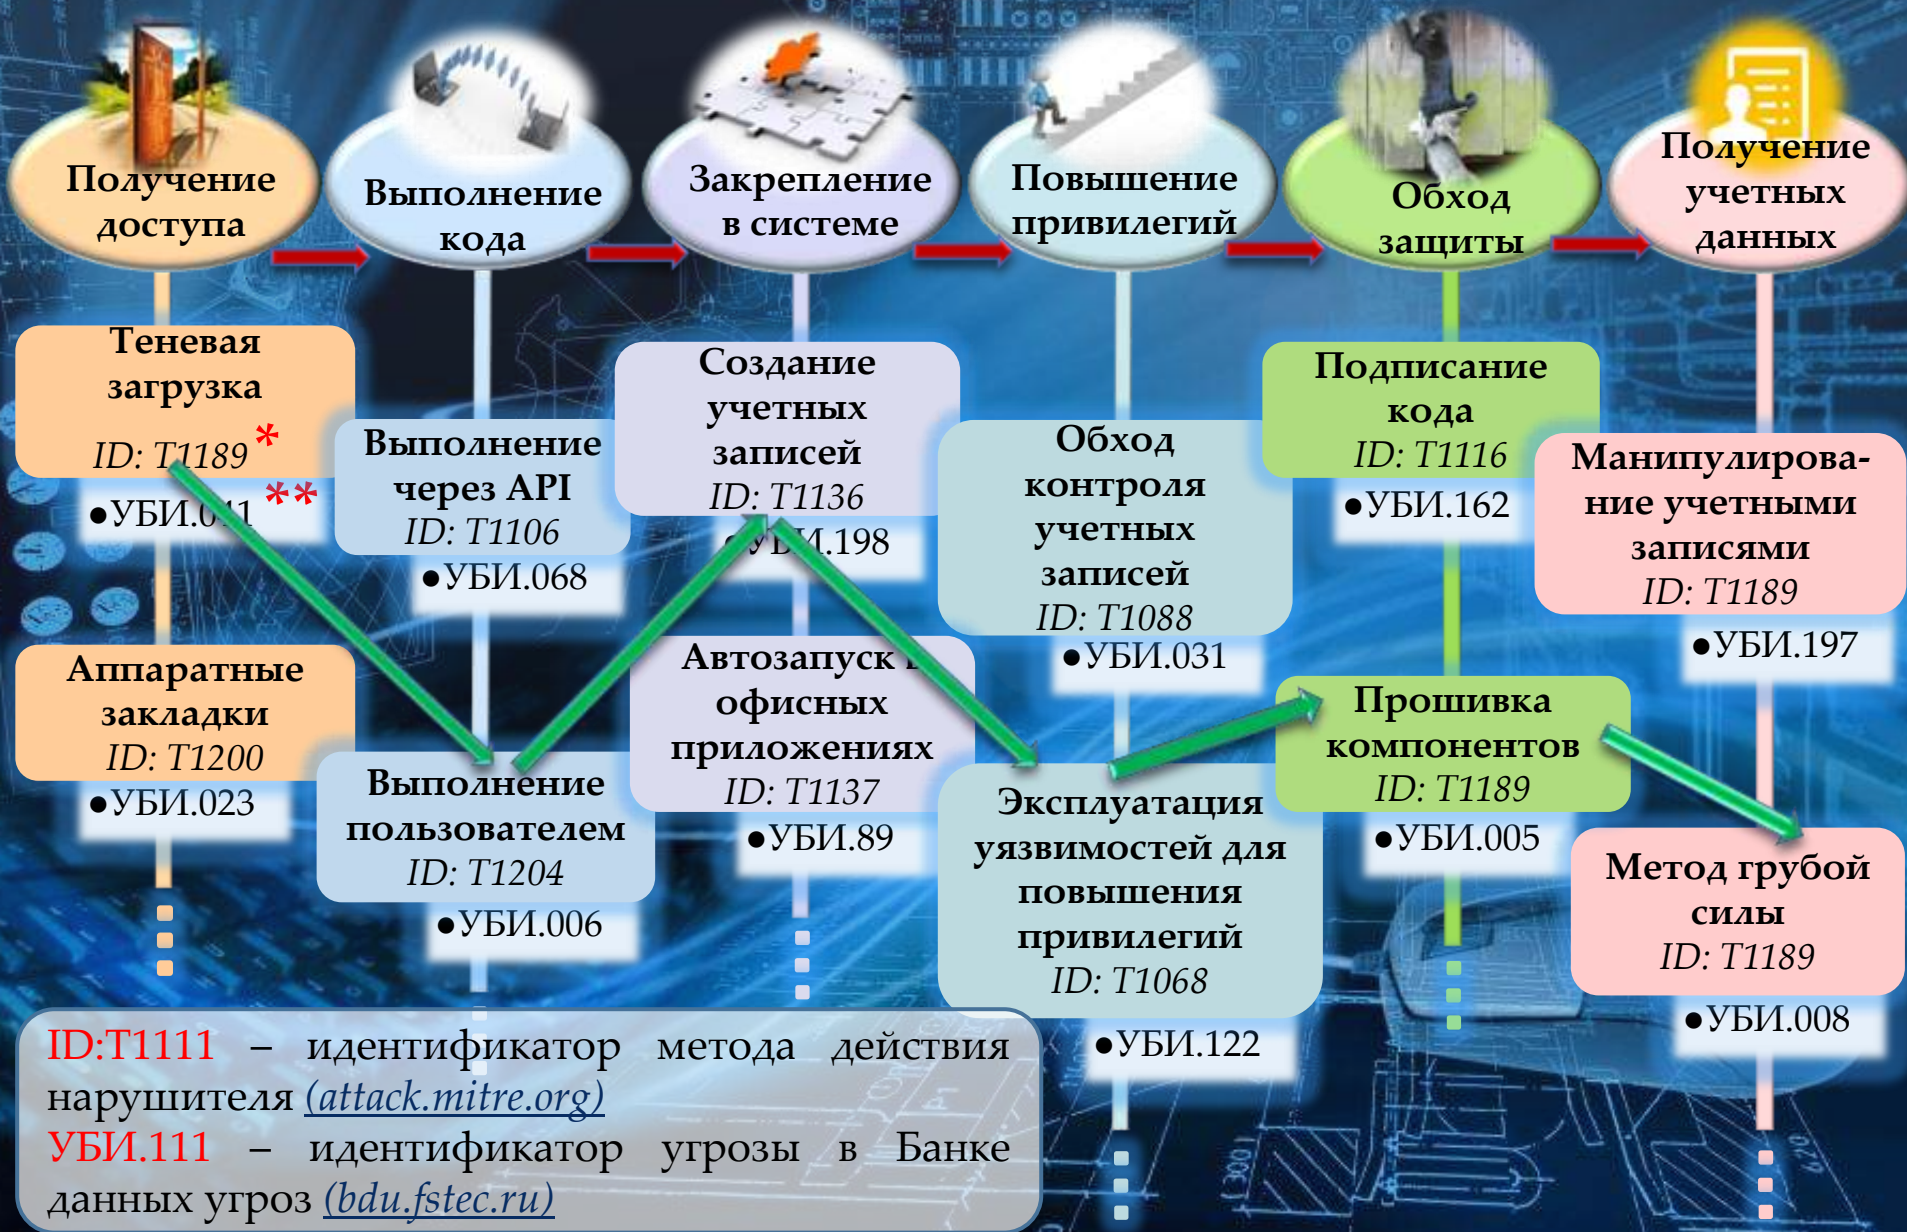 Получение
доступа
Выполнение
кода
Закрепление
в системе
Повышение
привилегий
Обход
защиты
Получение
учетных
данных
Теневая
загрузка
ID: T1189 *
●УБИ.041 **
Аппаратные
закладки
ID: T1200
●УБИ.023
Выполнение
через API
ID: T1106
●УБИ.068
Выполнение
пользователем
ID: T1204
●УБИ.006
Создание
учетных
записей
ID: T1136
●УБИ.198
Автозапуск в
офисных
приложениях
ID: T1137
●УБИ.89
Обход
контроля
учетных
записей
ID: T1088
●УБИ.031
Эксплуатация
уязвимостей для
повышения
привилегий
ID: T1068
●УБИ.122
Подписание
кода
ID: T1116
●УБИ.162
Прошивка
компонентов
ID: T1189
●УБИ.005
Манипулирова-
ние учетными
записями
ID: T1189
●УБИ.197
Метод грубой
силы
ID: T1189
●УБИ.008
ID:T1111 – идентификатор метода действия
нарушителя (attack.mitre.org)
УБИ.111 – идентификатор угрозы в Банке
данных угроз (bdu.fstec.ru)